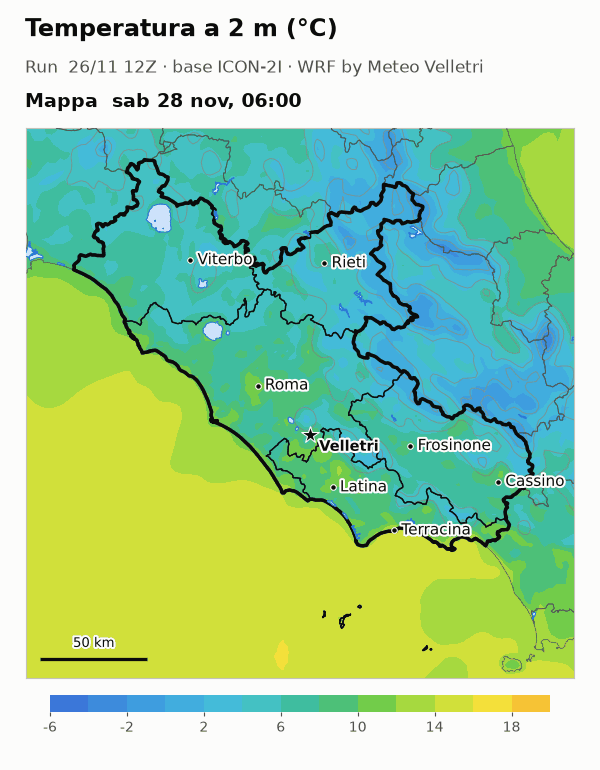 Temperatura a 2 m (°C)
Run  26/11 12Z · base ICON-2I · WRF by Meteo Velletri
Mappa  sab 28 nov, 06:00
Viterbo
Rieti
Roma
Velletri
Frosinone
Cassino
Latina
Terracina
50 km
-6 -2 2 6 10 14 18